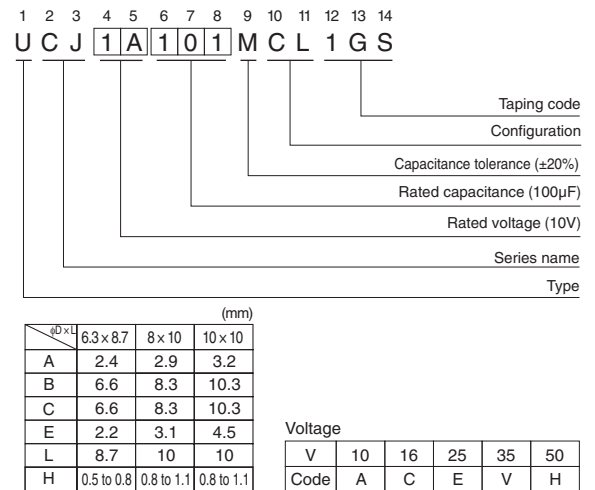 1 2 3 4 5 6 7 8 9 10 11 12 13 14
U C J 1 A 1 0 1 M C L 1 G S
Taping code
Configuration
Capacitance tolerance (±20%)
Rated capacitance (100µF)
Rated voltage (10V)
Series name
Type
(mm)
ϕD × L 6.3 × 8.7 8 × 10 10 × 10
A 2.4 2.9 3.2
B 6.6 8.3 10.3
C 6.6 8.3 10.3
E 2.2 3.1 4.5
L 8.7 10 10
H 0.5 to 0.8 0.8 to 1.1 0.8 to 1.1
Voltage
V 10 16 25 35 50
Code A C E V H